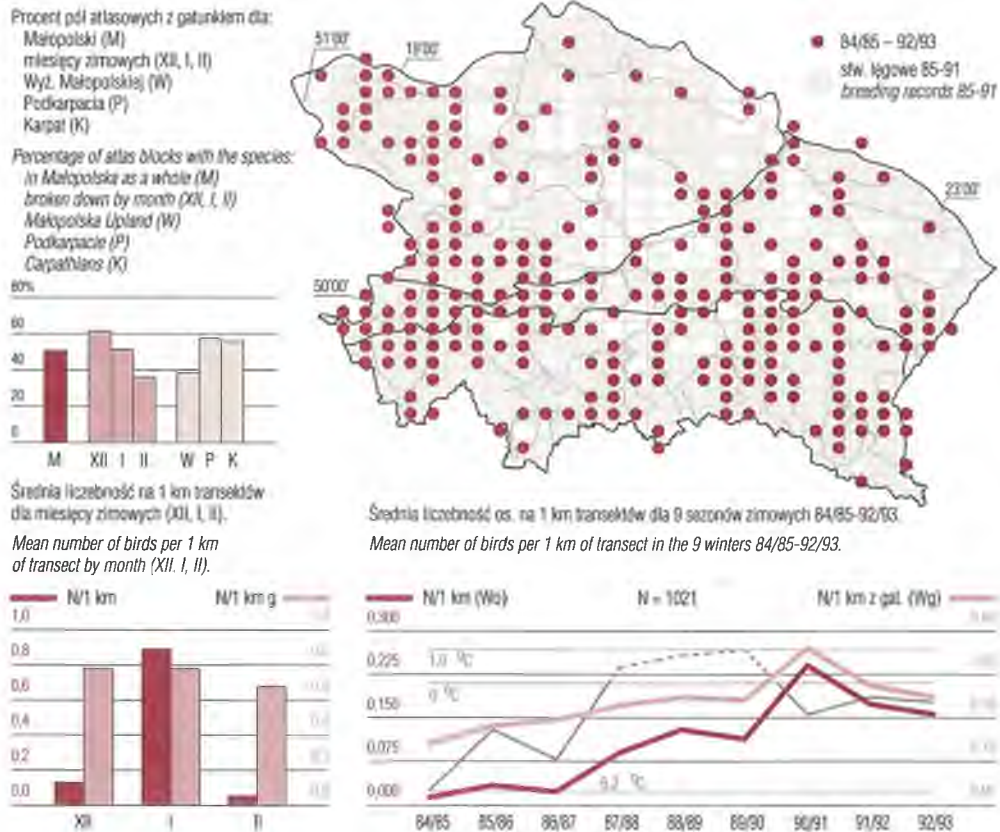 Procent pól atlasowych z gatunkiem dla:
Małopolski (M)
miesięcy zimowych (XII, I, II)
Wyż. Małopolskiej (W)
Podkarpacia (P)
Karpat (K)
Percentage of atlas blocks with the species:
in Małopolska as a whole (M)
broken down by month (XII, I, II)
Małopolska Upland (W)
Podkarpacie (P)
Carpathians (K)
51°00'
19°00'
84/85 – 92/93
stw. lęgowe 85-91
breeding records 85-91
23°00'
50°00'
80%
60
40
20
0
M XII I II W P K
Średnia liczebność na 1 km transektów
dla miesięcy zimowych (XII, I, II).
Mean number of birds per 1 km
of transect by month (XII, I, II).
Średnia liczebność os. na 1 km transektów dla 9 sezonów zimowych 84/85-92/93.
Mean number of birds per 1 km of transect in the 9 winters 84/85-92/93.
N/1 km N/1 km g
1,0
0,8
0,6
0,4
0,2
0,0
XII I II
N/1 km (Wo) N = 1021 N/1 km z gat. (Wg)
0,300
0,225
0,150
0,075
0,000
1,0 °C
0 °C
84/85 85/86 86/87 87/88 88/89 89/90 90/91 91/92 92/93